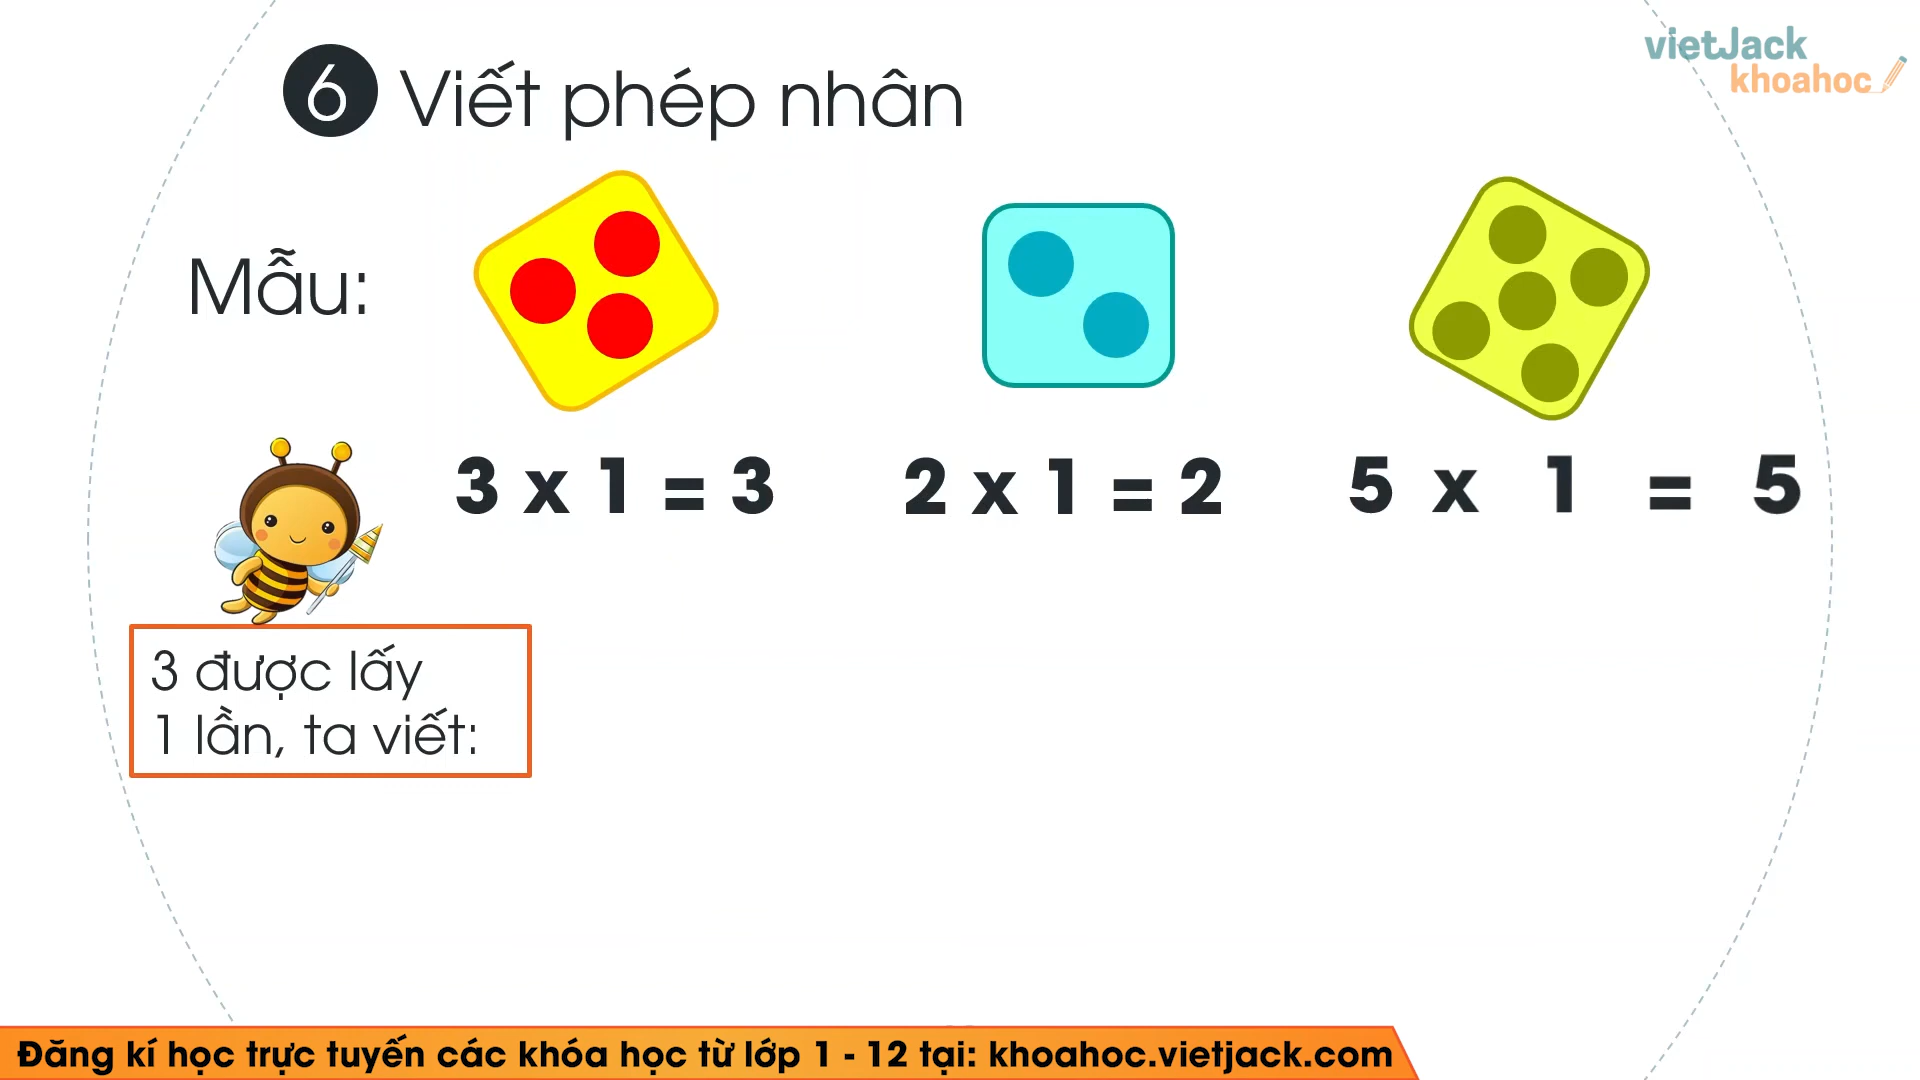 vietJack
khoahoc
6 Viết phép nhân
Mẫu:
3 x 1 = 3
2 x 1 = 2
5 x 1 = 5
3 được lấy
1 lần, ta viết:
Đăng kí học trực tuyến các khóa học từ lớp 1 - 12 tại: khoahoc.vietjack.com